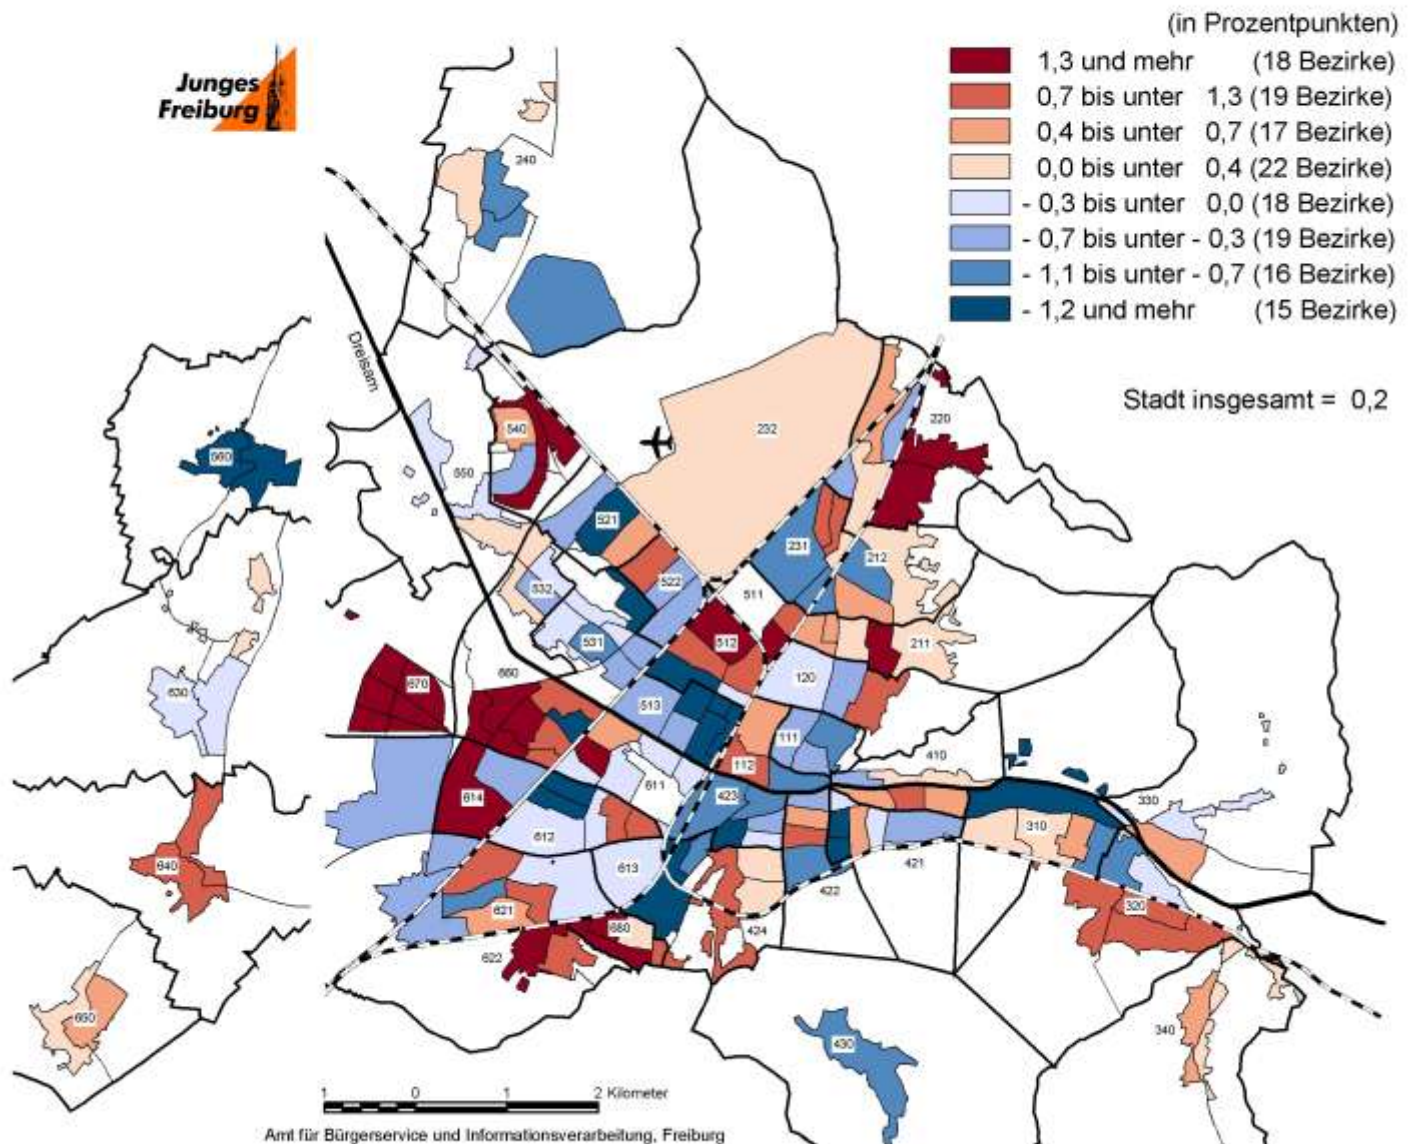 (in Prozentpunkten)
1,3 und mehr (18 Bezirke)
0,7 bis unter 1,3 (19 Bezirke)
0,4 bis unter 0,7 (17 Bezirke)
0,0 bis unter 0,4 (22 Bezirke)
- 0,3 bis unter 0,0 (18 Bezirke)
- 0,7 bis unter - 0,3 (19 Bezirke)
- 1,1 bis unter - 0,7 (16 Bezirke)
- 1,2 und mehr (15 Bezirke)
Stadt insgesamt = 0,2
Junges
Freiburg
240
Dreisam
232
220
540
550
560
521
231
212
522
511
532
531
512
211
660
670
120
630
513
111
112
410
611
614
423
330
612
310
613
421
640
422
621
320
680
424
622
650
340
430
1 0 1 2 Kilometer
Amt für Bürgerservice und Informationsverarbeitung, Freiburg